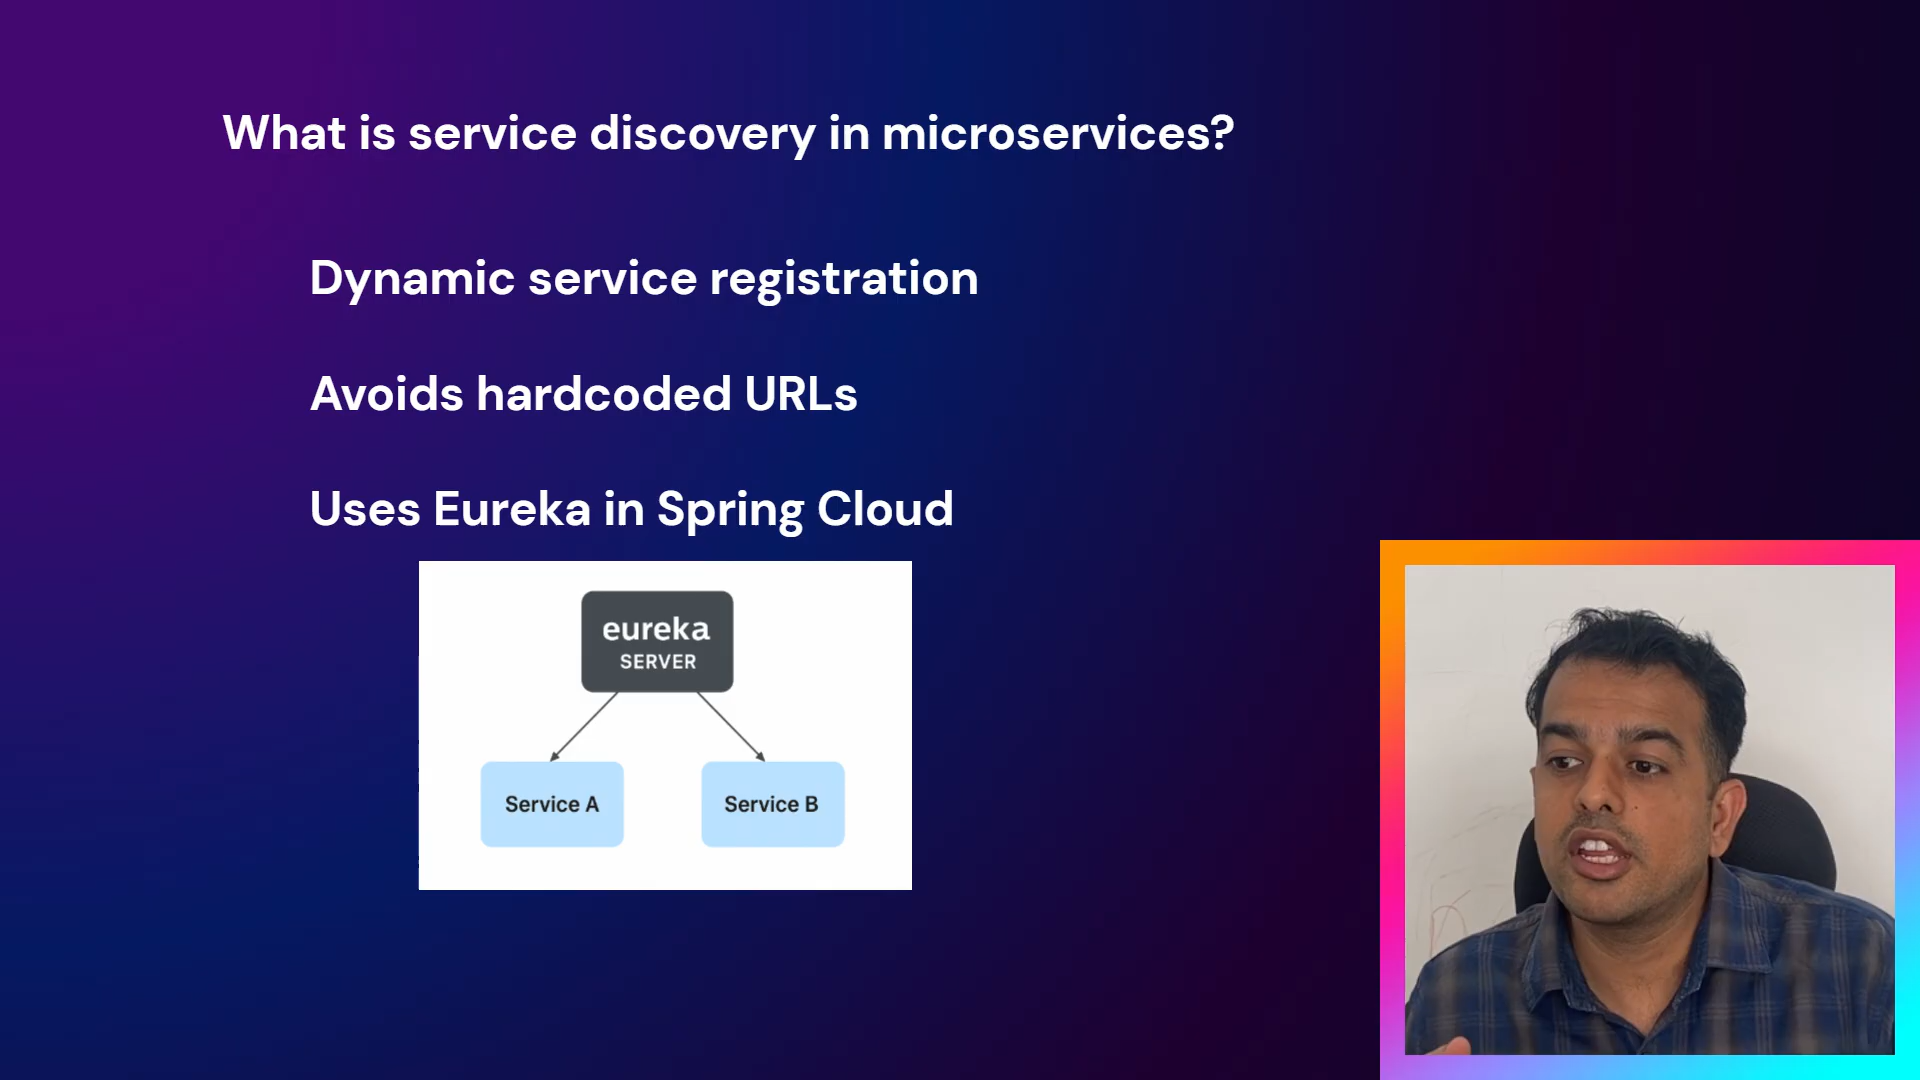 What is service discovery in microservices?
Dynamic service registration
Avoids hardcoded URLs
Uses Eureka in Spring Cloud
eureka
SERVER
Service A
Service B